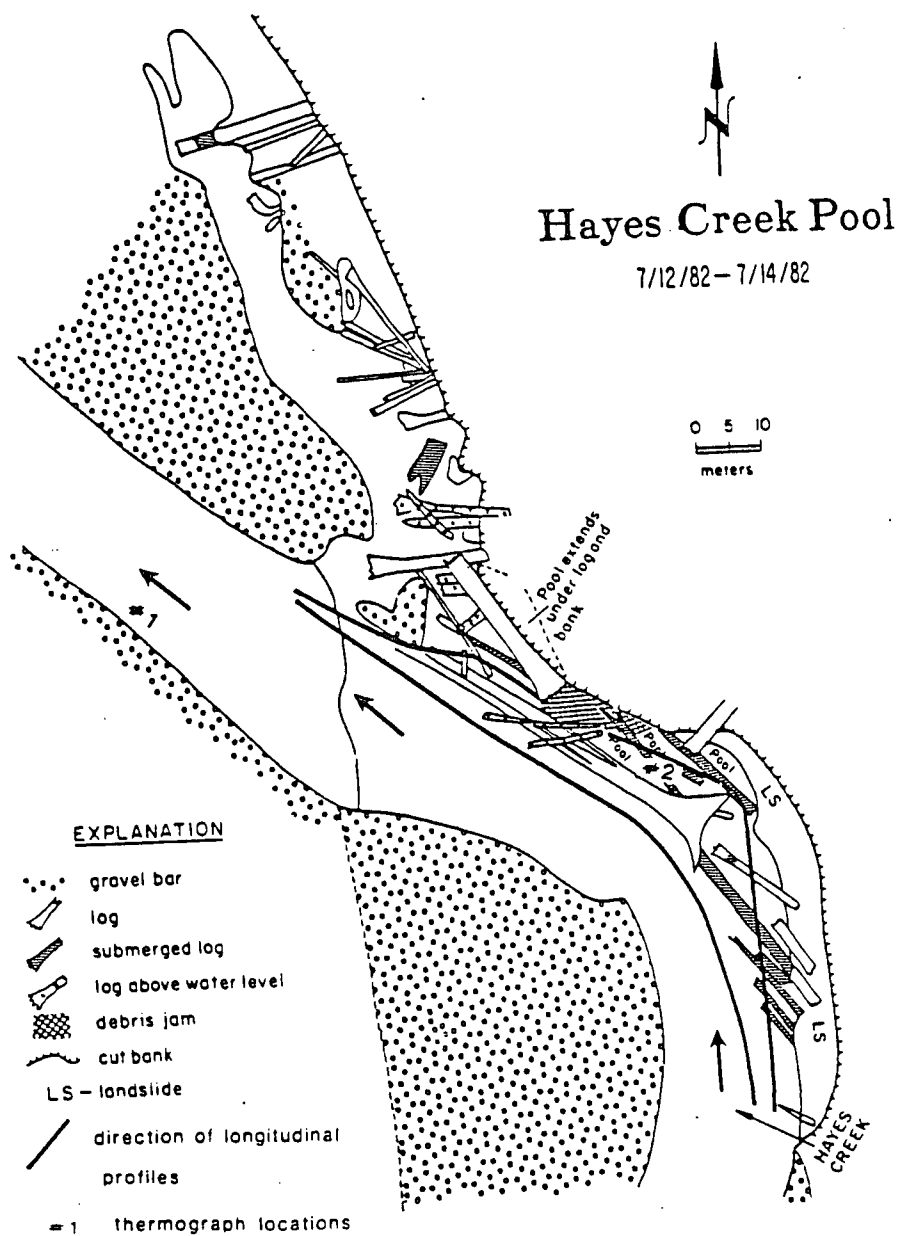 N
Hayes Creek Pool
7/12/82 — 7/14/82
0 5 10
meters
Pool extends
under log and
bank
#1
Pool
Pool
#2
Pool
LS
LS
HAYES
CREEK
EXPLANATION
gravel bar
log
submerged log
log above water level
debris jam
cut bank
LS – landslide
direction of longitudinal
profiles
#1 thermograph locations